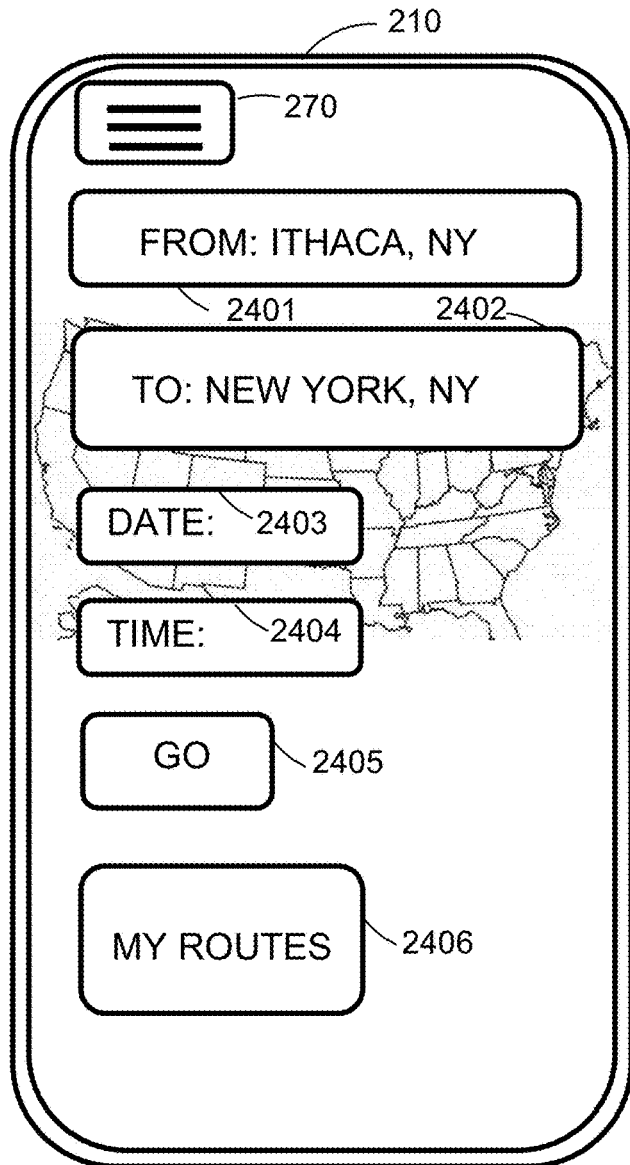 210
270
FROM: ITHACA, NY
2401
2402
TO: NEW YORK, NY
DATE:
2403
TIME:
2404
GO
2405
MY ROUTES
2406